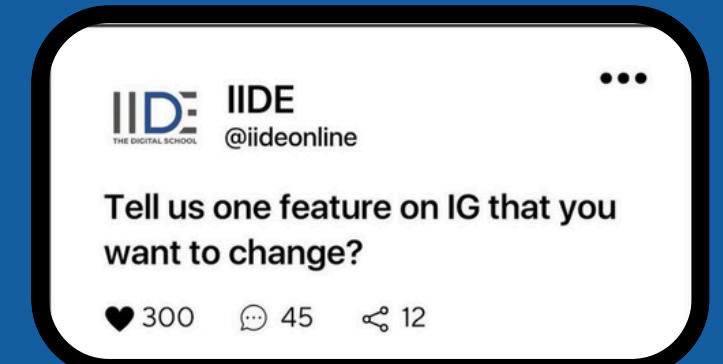 IIDE
THE DIGITAL SCHOOL
IIDE
@iideonline
Tell us one feature on IG that you
want to change?
300 45 12